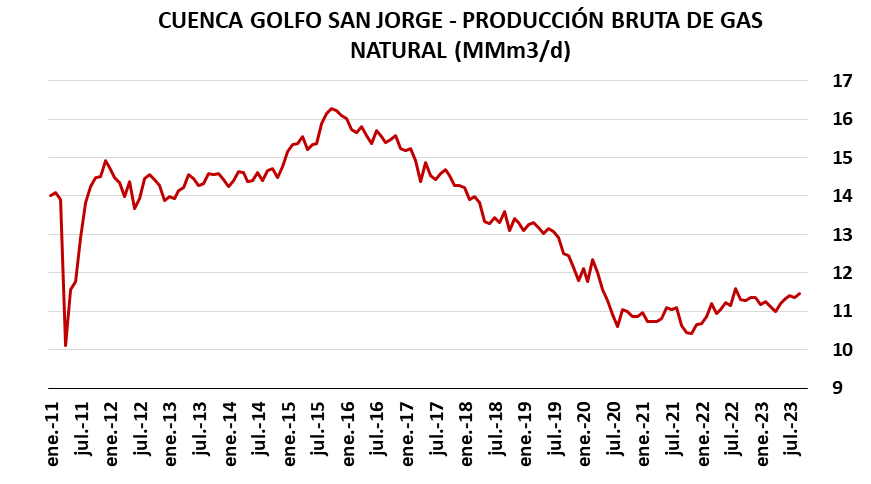 CUENCA GOLFO SAN JORGE - PRODUCCIÓN BRUTA DE GAS
NATURAL (MMm3/d)
17
16
15
14
13
12
11
10
9
ene.-11
jul.-11
ene.-12
jul.-12
ene.-13
jul.-13
ene.-14
jul.-14
ene.-15
jul.-15
ene.-16
jul.-16
ene.-17
jul.-17
ene.-18
jul.-18
ene.-19
jul.-19
ene.-20
jul.-20
ene.-21
jul.-21
ene.-22
jul.-22
ene.-23
jul.-23